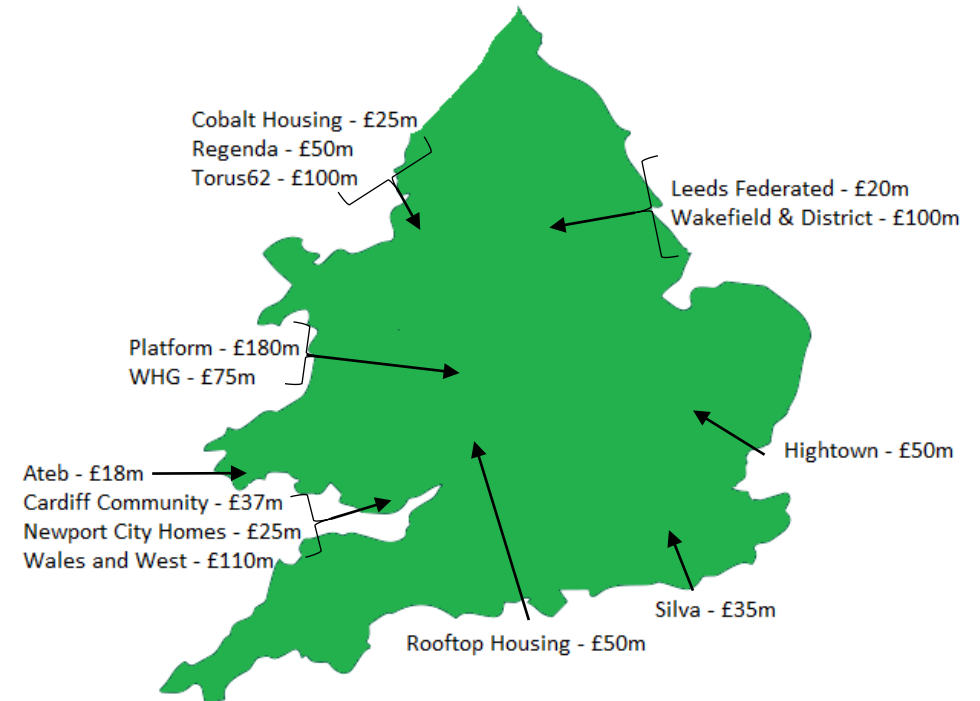 Cobalt Housing - £25m
Regenda - £50m
Torus62 - £100m
Leeds Federated - £20m
Wakefield & District - £100m
Platform - £180m
WHG - £75m
Hightown - £50m
Ateb - £18m
Cardiff Community - £37m
Newport City Homes - £25m
Wales and West - £110m
Silva - £35m
Rooftop Housing - £50m